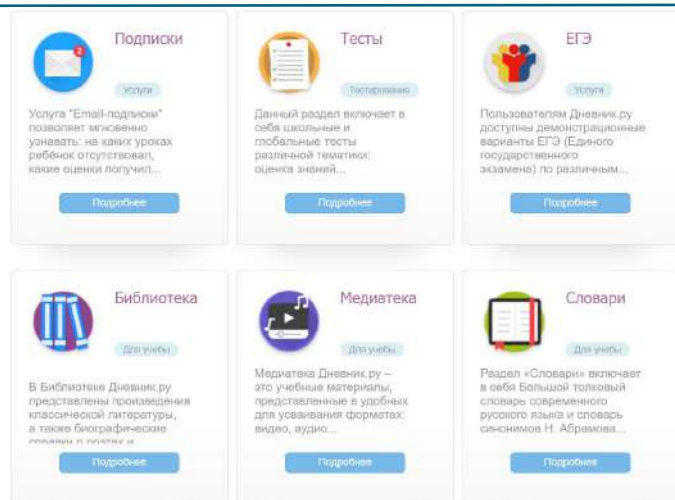 Подписки
2
Услуги
Услуга "Email-подписки"
позволяет мгновенно
узнавать: на каких уроках
ребёнок отсутствовал,
какие оценки получил...
Подробнее
Тесты
Тестирование
Данный раздел включает в
себя школьные и
глобальные тесты
различной тематики:
оценка знаний...
Подробнее
ЕГЭ
Услуги
Пользователям Дневник.ру
доступны демонстрационные
варианты ЕГЭ (Единого
государственного
экзамена) по различным...
Подробнее
Библиотека
Для учебы
В Библиотеке Дневник.ру
представлены произведения
классической литературы,
а также биографические
справки о поэтах и
Подробнее
Медиатека
Для учебы
Медиатека Дневник.ру –
это учебные материалы,
представленные в удобных
для усваивания форматах:
видео, аудио...
Подробнее
Словари
Для учебы
Раздел «Словари» включает
в себя Большой толковый
словарь современного
русского языка и словарь
синонимов Н. Абрамова...
Подробнее